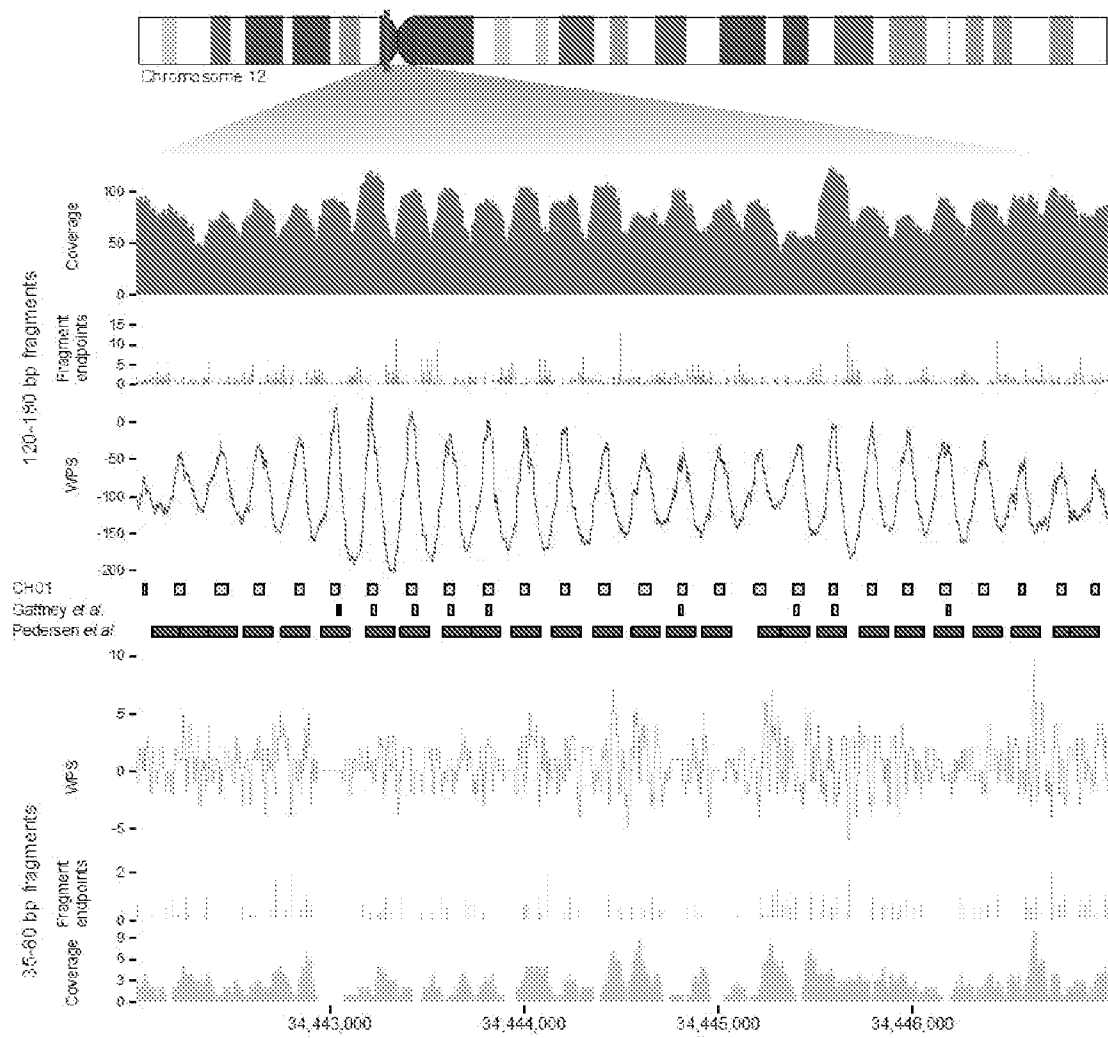 Chromosome 12
120-180 bp fragments
Coverage
100
50
0
Fragment
endpoints
15
10
5
0
WPS
0
-50
-100
-150
-200
CH01
Gaffney et al.
Pedersen et al.
35-80 bp fragments
WPS
10
5
0
-5
Fragment
endpoints
2
0
Coverage
9
6
3
0
34,443,000 34,444,000 34,445,000 34,446,000